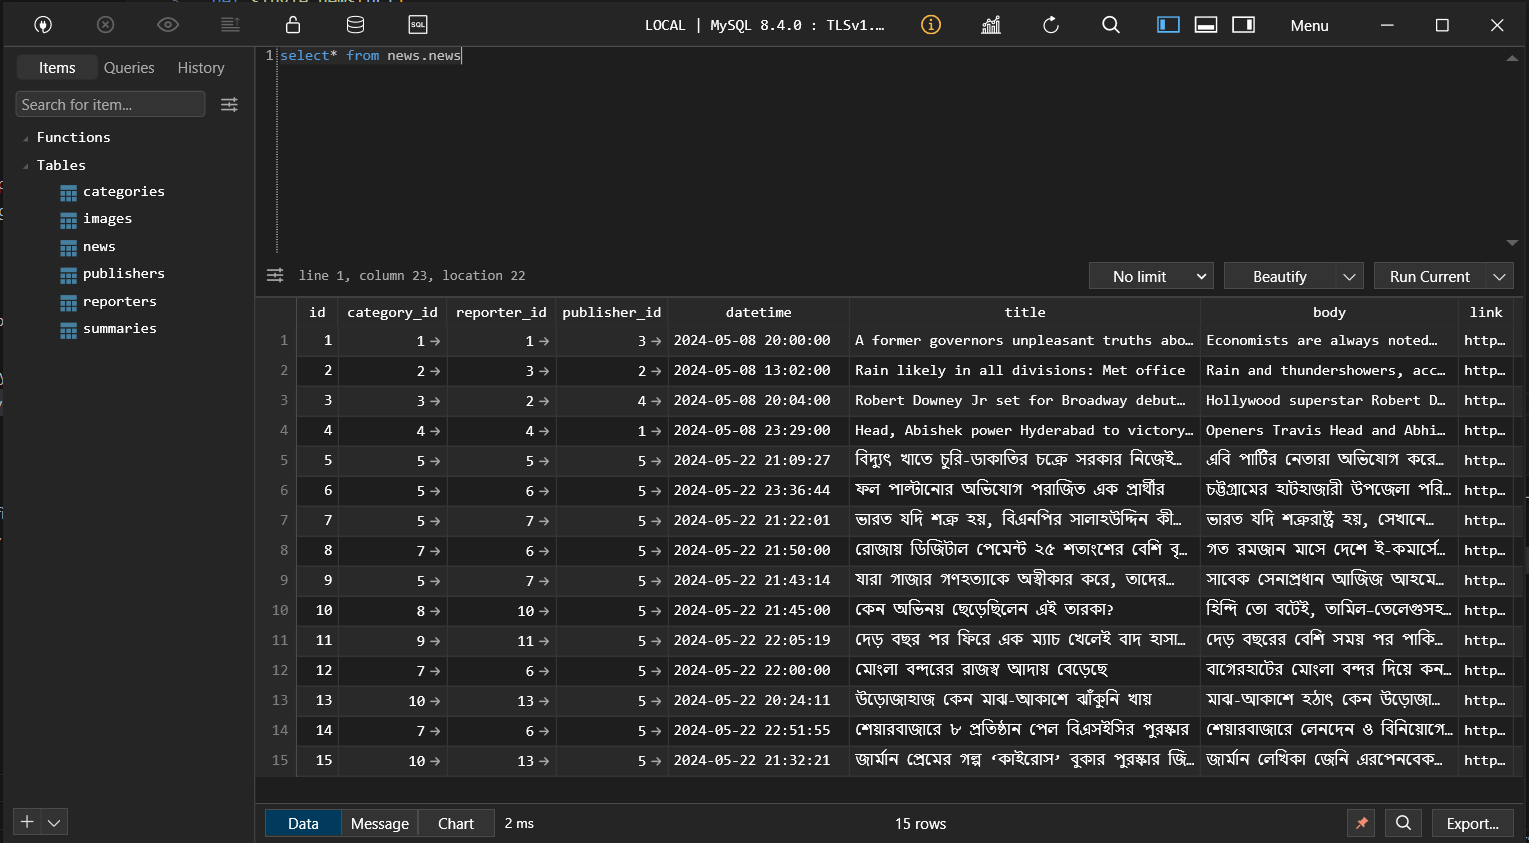 LOCAL | MySQL 8.4.0 : TLSv1.... Menu
Items Queries History
Search for item...
Functions
Tables
categories
images
news
publishers
reporters
summaries
1 select* from news.news
line 1, column 23, location 22 No limit Beautify Run Current
id category_id reporter_id publisher_id datetime title body link
1 1 1 → 1 → 3 → 2024-05-08 20:00:00 A former governors unpleasant truths abo… Economists are always noted… http…
2 2 2 → 3 → 2 → 2024-05-08 13:02:00 Rain likely in all divisions: Met office Rain and thundershowers, acc… http…
3 3 3 → 2 → 4 → 2024-05-08 20:04:00 Robert Downey Jr set for Broadway debut… Hollywood superstar Robert D… http…
4 4 4 → 4 → 1 → 2024-05-08 23:29:00 Head, Abishek power Hyderabad to victory… Openers Travis Head and Abhi… http…
5 5 5 → 5 → 5 → 2024-05-22 21:09:27 বিদ্যুৎ খাতে চুরি-ডাকাতির চক্রে সরকার নিজেই… এবি পার্টির নেতারা অভিযোগ করে… http…
6 6 5 → 6 → 5 → 2024-05-22 23:36:44 ফল পাল্টানোর অভিযোগ পরাজিত এক প্রার্থীর চট্টগ্রামের হাটহাজারী উপজেলা পরি… http…
7 7 5 → 7 → 5 → 2024-05-22 21:22:01 ভারত যদি শত্রু হয়, বিএনপির সালাহউদ্দিন কী… ভারত যদি শত্রুরাষ্ট্র হয়, সেখানে… http…
8 8 7 → 6 → 5 → 2024-05-22 21:50:00 রোজায় ডিজিটাল পেমেন্ট ২৫ শতাংশের বেশি বৃ… গত রমজান মাসে দেশে ই-কমার্সে… http…
9 9 5 → 7 → 5 → 2024-05-22 21:43:14 যারা গাজার গণহত্যাকে অস্বীকার করে, তাদের… সাবেক সেনাপ্রধান আজিজ আহমে… http…
10 10 8 → 10 → 5 → 2024-05-22 21:45:00 কেন অভিনয় ছেড়েছিলেন এই তারকা? হিন্দি তো বটেই, তামিল-তেলেগুসহ… http…
11 11 9 → 11 → 5 → 2024-05-22 22:05:19 দেড় বছর পর ফিরে এক ম্যাচ খেলেই বাদ হাসা… দেড় বছরের বেশি সময় পর পাকি… http…
12 12 7 → 6 → 5 → 2024-05-22 22:00:00 মোংলা বন্দরের রাজস্ব আদায় বেড়েছে বাগেরহাটের মোংলা বন্দর দিয়ে কন… http…
13 13 10 → 13 → 5 → 2024-05-22 20:24:11 উড়োজাহাজ কেন মাঝ-আকাশে ঝাঁকুনি খায় মাঝ-আকাশে হঠাৎ কেন উড়োজা… http…
14 14 7 → 6 → 5 → 2024-05-22 22:51:55 শেয়ারবাজারে ৮ প্রতিষ্ঠান পেল বিএসইসির পুরস্কার শেয়ারবাজারে লেনদেন ও বিনিয়োগে… http…
15 15 10 → 13 → 5 → 2024-05-22 21:32:21 জার্মান প্রেমের গল্প ‘কাইরোস’ বুকার পুরস্কার জি… জার্মান লেখিকা জেনি এরপেনবেক… http…
Data Message Chart 2 ms 15 rows Export...